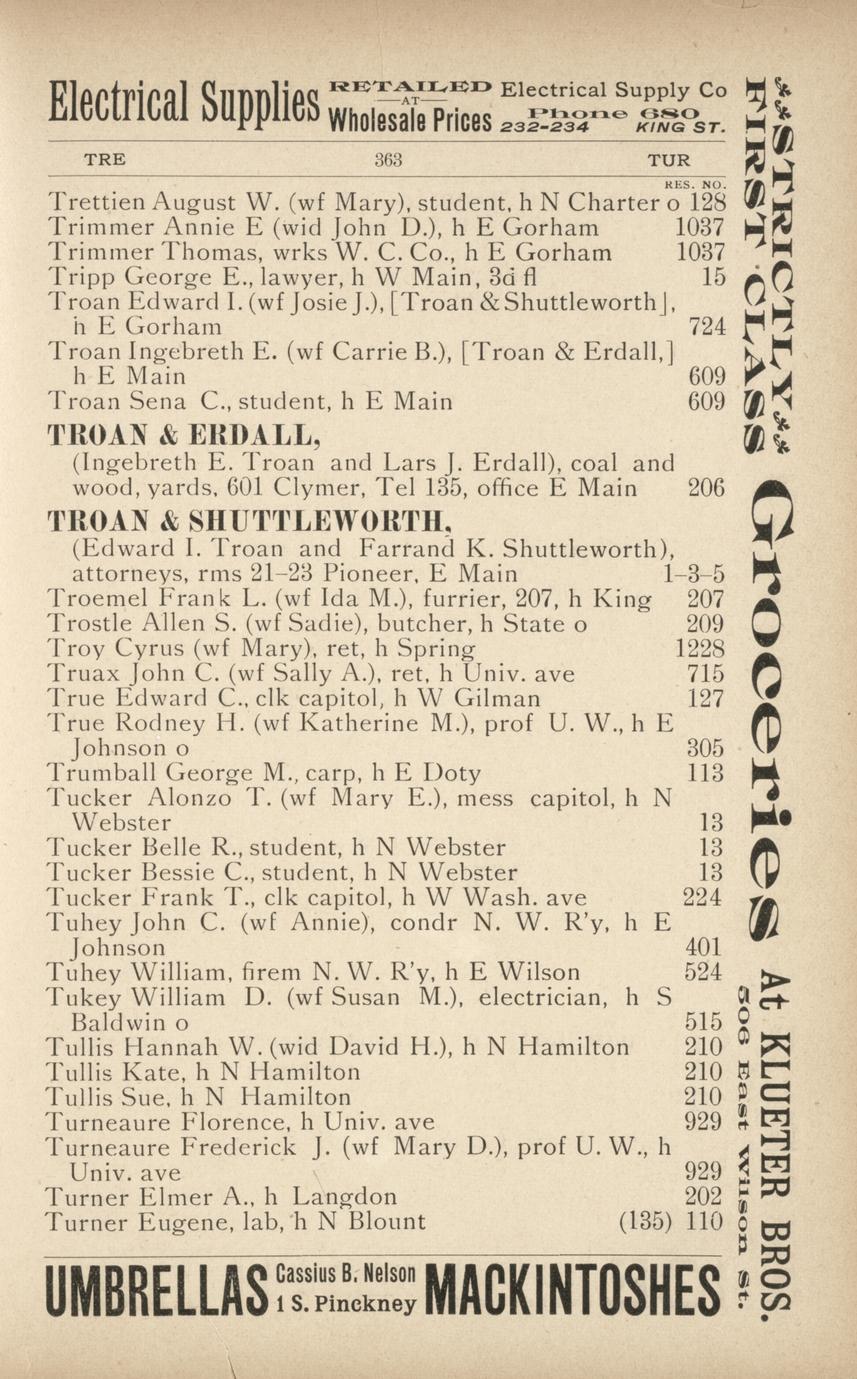 Electrical Supplies RETAILED AT Wholesale Prices Electrical Supply Co Phone 680 232-234 KING ST.
TRE 363 TUR
RES. NO.
Trettien August W. (wf Mary), student, h N Charter o 128
Trimmer Annie E (wid John D.), h E Gorham 1037
Trimmer Thomas, wrks W. C. Co., h E Gorham 1037
Tripp George E., lawyer, h W Main, 3d fl 15
Troan Edward I. (wf Josie J.), [Troan & Shuttleworth],
h E Gorham 724
Troan Ingebreth E. (wf Carrie B.), [Troan & Erdall,]
h E Main 609
Troan Sena C., student, h E Main 609
TROAN & ERDALL,
(Ingebreth E. Troan and Lars J. Erdall), coal and
wood, yards, 601 Clymer, Tel 135, office E Main 206
TROAN & SHUTTLEWORTH,
(Edward I. Troan and Farrand K. Shuttleworth),
attorneys, rms 21-23 Pioneer, E Main 1-3-5
Troemel Frank L. (wf Ida M.), furrier, 207, h King 207
Trostle Allen S. (wf Sadie), butcher, h State o 209
Troy Cyrus (wf Mary), ret, h Spring 1228
Truax John C. (wf Sally A.), ret, h Univ. ave 715
True Edward C., clk capitol, h W Gilman 127
True Rodney H. (wf Katherine M.), prof U. W., h E
Johnson o 305
Trumball George M., carp, h E Doty 113
Tucker Alonzo T. (wf Mary E.), mess capitol, h N
Webster 13
Tucker Belle R., student, h N Webster 13
Tucker Bessie C., student, h N Webster 13
Tucker Frank T., clk capitol, h W Wash. ave 224
Tuhey John C. (wf Annie), condr N. W. R'y, h E
Johnson 401
Tuhey William, firem N. W. R'y, h E Wilson 524
Tukey William D. (wf Susan M.), electrician, h S
Baldwin o 515
Tullis Hannah W. (wid David H.), h N Hamilton 210
Tullis Kate, h N Hamilton 210
Tullis Sue, h N Hamilton 210
Turneaure Florence, h Univ. ave 929
Turneaure Frederick J. (wf Mary D.), prof U. W., h
Univ. ave 929
Turner Elmer A., h Langdon 202
Turner Eugene, lab, h N Blount (135) 110
UMBRELLAS Cassius B. Nelson 1 S. Pinckney MACKINTOSHES
**STRICTLY**
FIRST CLASS
Groceries
At KLUETER BROS.
506 East Wilson St.